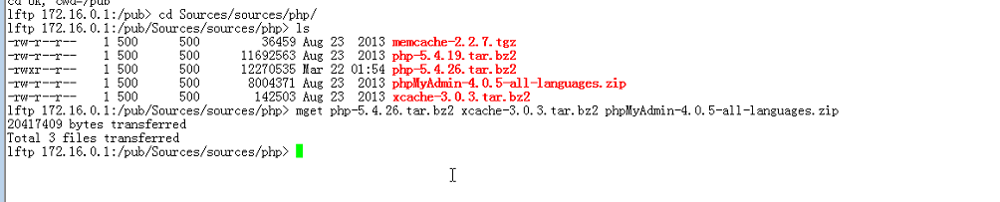 cd ok, cwd=/pub
lftp 172.16.0.1:/pub> cd Sources/sources/php/
lftp 172.16.0.1:/pub/Sources/sources/php> ls
-rw-r--r--    1 500      500         36459 Aug 23  2013 memcache-2.2.7.tgz
-rw-r--r--    1 500      500      11692563 Aug 23  2013 php-5.4.19.tar.bz2
-rwxr--r--    1 500      500      12270535 Mar 22 01:54 php-5.4.26.tar.bz2
-rw-r--r--    1 500      500       8004371 Aug 23  2013 phpMyAdmin-4.0.5-all-languages.zip
-rw-r--r--    1 500      500        142503 Aug 23  2013 xcache-3.0.3.tar.bz2
lftp 172.16.0.1:/pub/Sources/sources/php> mget php-5.4.26.tar.bz2 xcache-3.0.3.tar.bz2 phpMyAdmin-4.0.5-all-languages.zip
20417409 bytes transferred
Total 3 files transferred
lftp 172.16.0.1:/pub/Sources/sources/php>